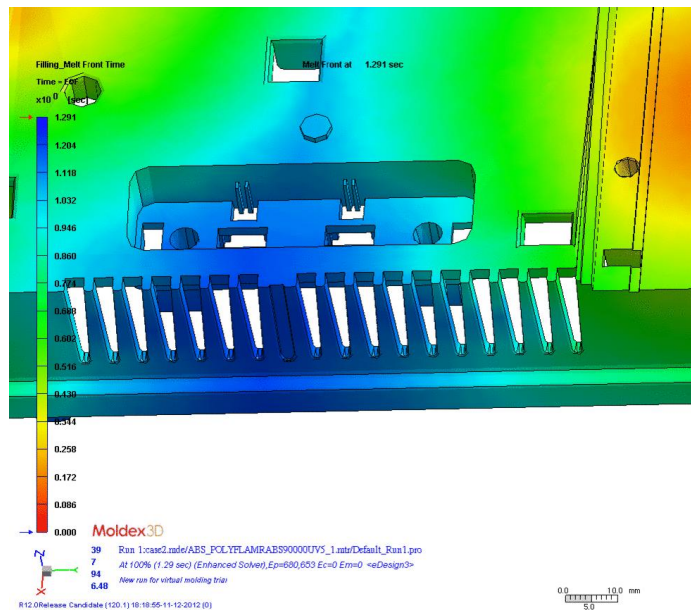 Filling_Melt Front Time
Melt Front at 1.291 sec
Time = EOF
x10 0 [sec]
1.291
1.204
1.118
1.032
0.946
0.860
0.774
0.688
0.602
0.516
0.430
0.344
0.258
0.172
0.086
0.000
Moldex3D
39 Run 1:case2.mde/ABS_POLYFLAMRABS90000UV5_1.mtr/Default_Run1.pro
7 At 100% (1.29 sec) (Enhanced Solver),Ep=680,653 Ec=0 Em=0 <eDesign3>
94 New run for virtual molding trial
6.48
Z
Y
X
0.0 10.0 mm
5.0
R12.0Release Candidate (120.1) 18:18:55-11-12-2012 (0)